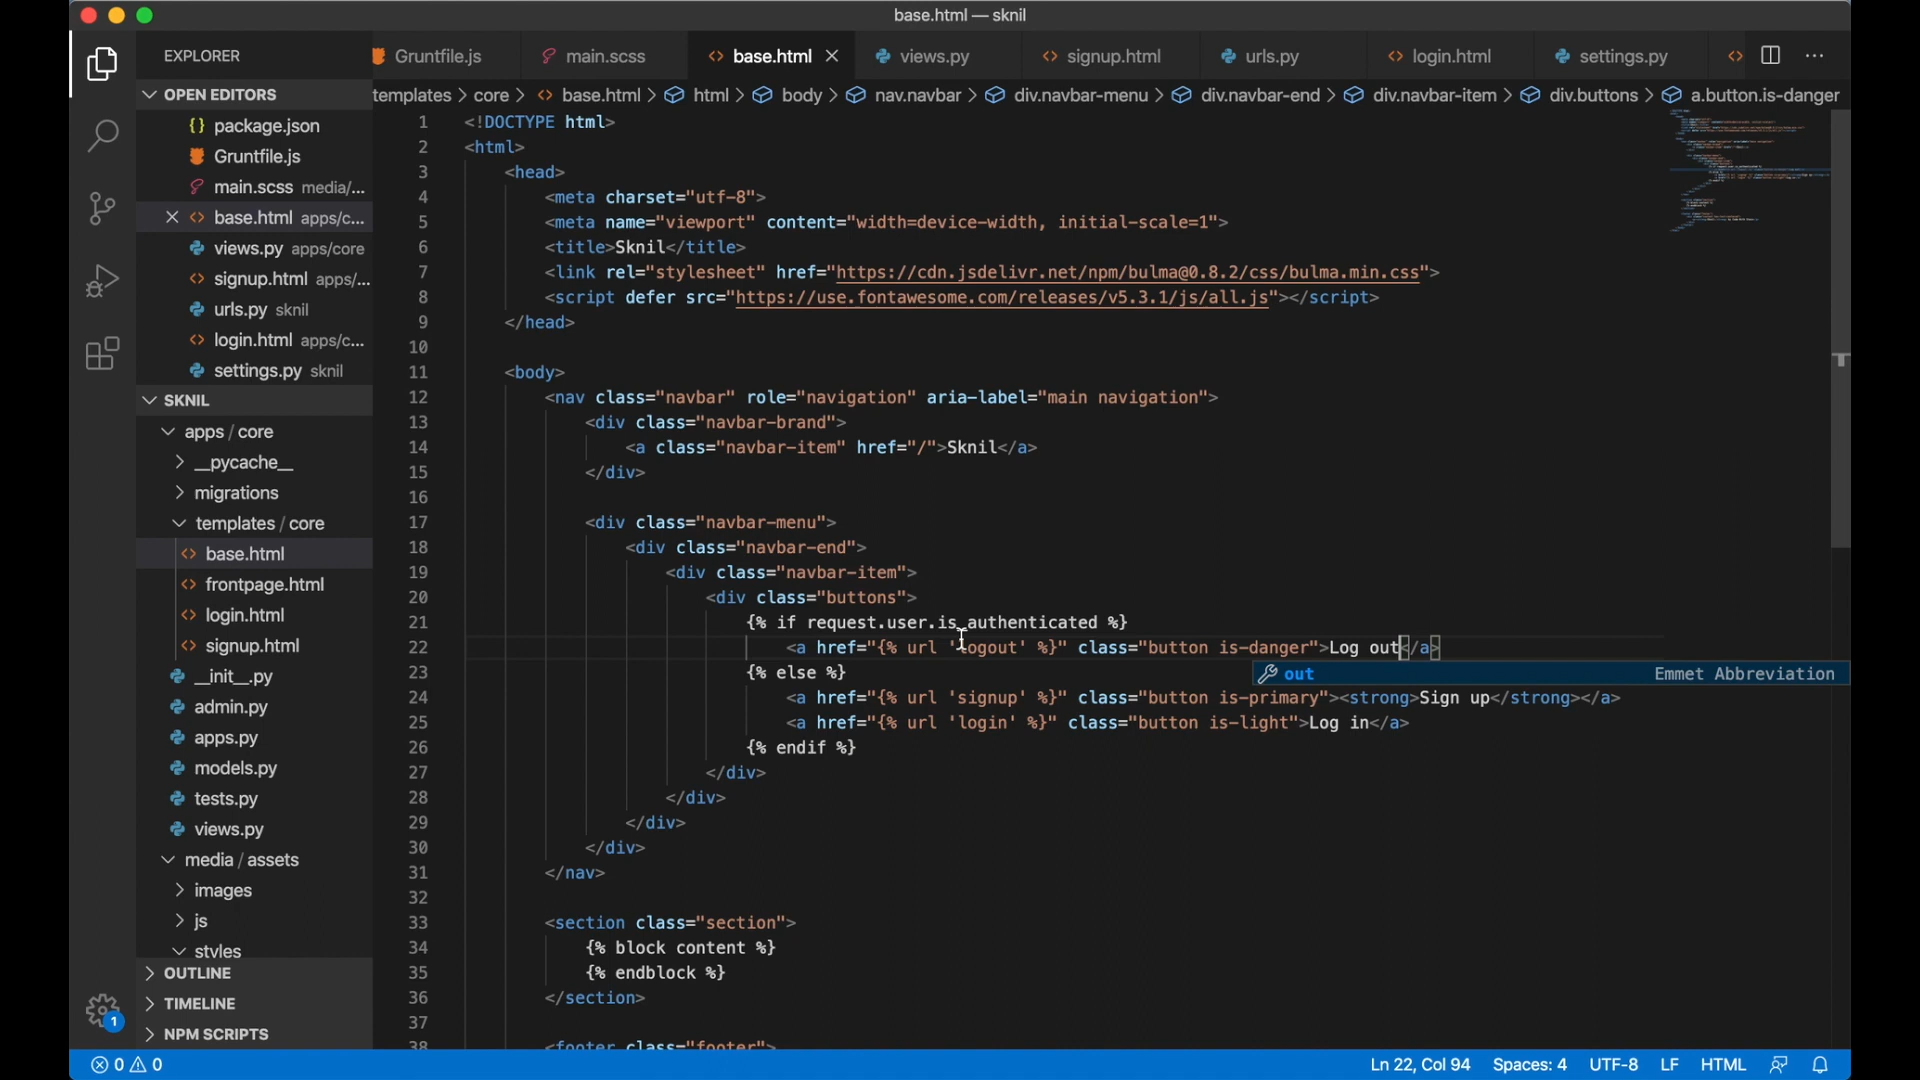 base.html — sknil
EXPLORER
Gruntfile.js
main.scss
base.html
views.py
signup.html
urls.py
login.html
settings.py
templates > core > base.html > html > body > nav.navbar > div.navbar-menu > div.navbar-end > div.navbar-item > div.buttons > a.button.is-danger
OPEN EDITORS
package.json
Gruntfile.js
main.scss media/...
base.html apps/c...
views.py apps/core
signup.html apps/...
urls.py sknil
login.html apps/c...
settings.py sknil
SKNIL
apps / core
__pycache__
migrations
templates / core
base.html
frontpage.html
login.html
signup.html
__init__.py
admin.py
apps.py
models.py
tests.py
views.py
media / assets
images
js
styles
OUTLINE
TIMELINE
NPM SCRIPTS
1
1 <!DOCTYPE html>
2 <html>
3 <head>
4 <meta charset="utf-8">
5 <meta name="viewport" content="width=device-width, initial-scale=1">
6 <title>Sknil</title>
7 <link rel="stylesheet" href="https://cdn.jsdelivr.net/npm/bulma@0.8.2/css/bulma.min.css">
8 <script defer src="https://use.fontawesome.com/releases/v5.3.1/js/all.js"></script>
9 </head>
10
11 <body>
12 <nav class="navbar" role="navigation" aria-label="main navigation">
13 <div class="navbar-brand">
14 <a class="navbar-item" href="/">Sknil</a>
15 </div>
16
17 <div class="navbar-menu">
18 <div class="navbar-end">
19 <div class="navbar-item">
20 <div class="buttons">
21 {% if request.user.is_authenticated %}
22 <a href="{% url 'logout' %}" class="button is-danger">Log out</a>
out Emmet Abbreviation
23 {% else %}
24 <a href="{% url 'signup' %}" class="button is-primary"><strong>Sign up</strong></a>
25 <a href="{% url 'login' %}" class="button is-light">Log in</a>
26 {% endif %}
27 </div>
28 </div>
29 </div>
30 </div>
31 </nav>
32
33 <section class="section">
34 {% block content %}
35 {% endblock %}
36 </section>
37
38 <footer class="footer">
0 0
Ln 22, Col 94 Spaces: 4 UTF-8 LF HTML